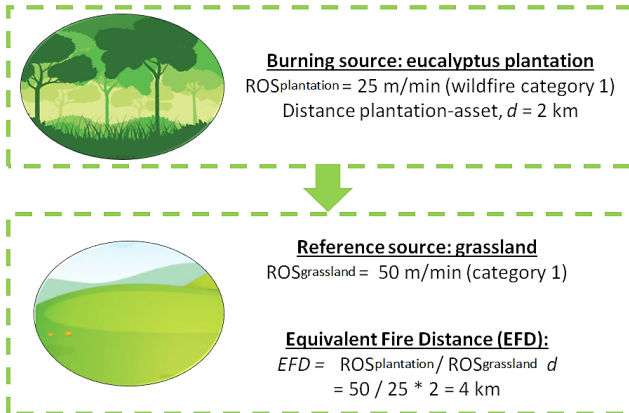 Burning source: eucalyptus plantation
ROSplantation = 25 m/min (wildfire category 1)
Distance plantation-asset, d = 2 km
Reference source: grassland
ROSgrassland = 50 m/min (category 1)
Equivalent Fire Distance (EFD):
EFD = ROSplantation / ROSgrassland d
= 50 / 25 * 2 = 4 km